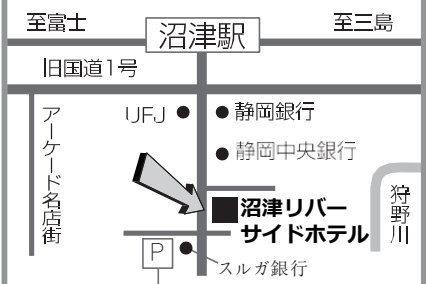 至富士
沼津駅
至三島
旧国道1号
アーケード名店街
UFJ
静岡銀行
静岡中央銀行
沼津リバー
サイドホテル
狩野川
P
スルガ銀行